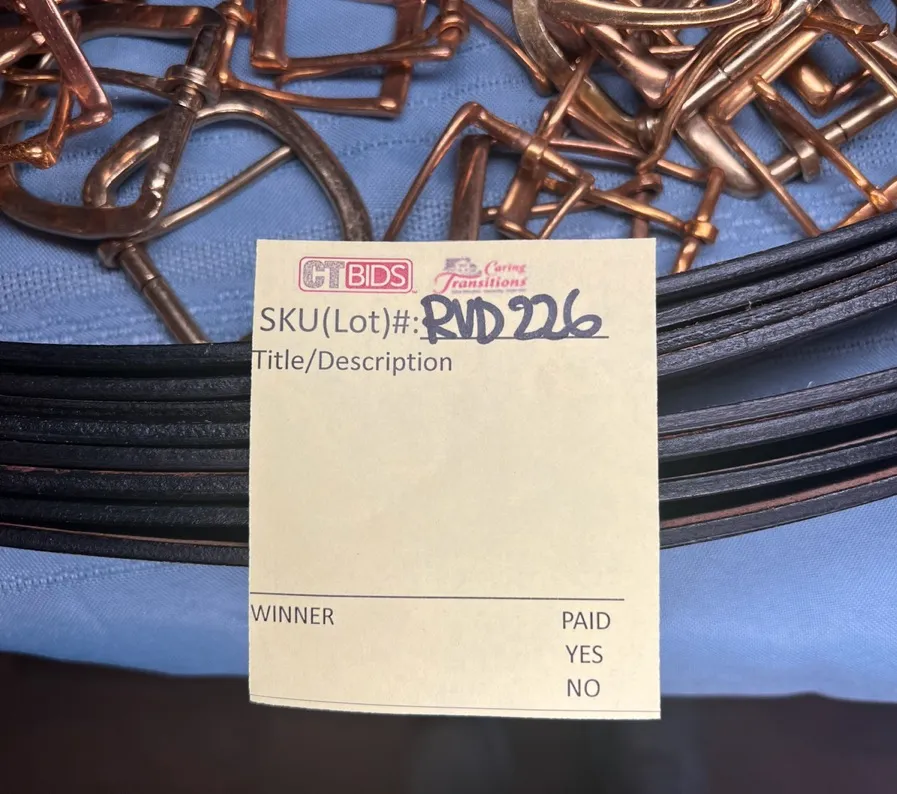 CTBIDS Caring
Transitions
SKU(Lot)#: RVD226
Title/Description
WINNER PAID
YES
NO